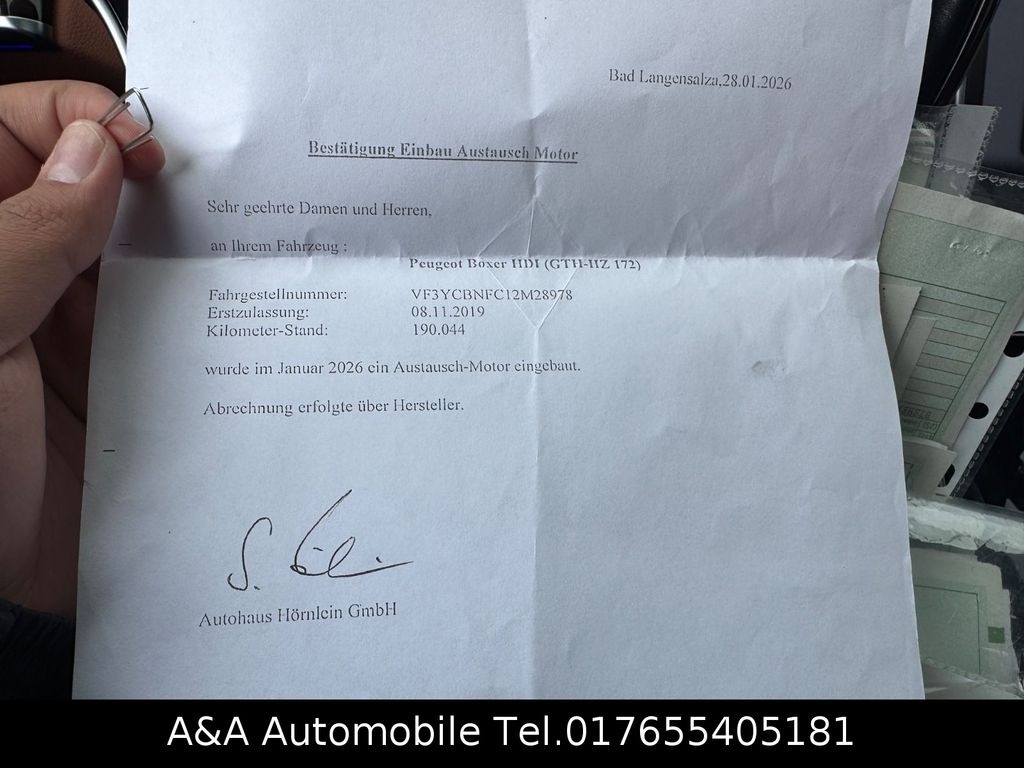 Bad Langensalza,28.01.2026
Bestätigung Einbau Austausch Motor
Sehr geehrte Damen und Herren,
an Ihrem Fahrzeug :
Peugeot Boxer HDI (GTH-HZ 172)
Fahrgestellnummer: VF3YCBNFC12M28978
Erstzulassung: 08.11.2019
Kilometer-Stand: 190.044
wurde im Januar 2026 ein Austausch-Motor eingebaut.
Abrechnung erfolgte über Hersteller.
Autohaus Hörnlein GmbH
A&A Automobile Tel.017655405181